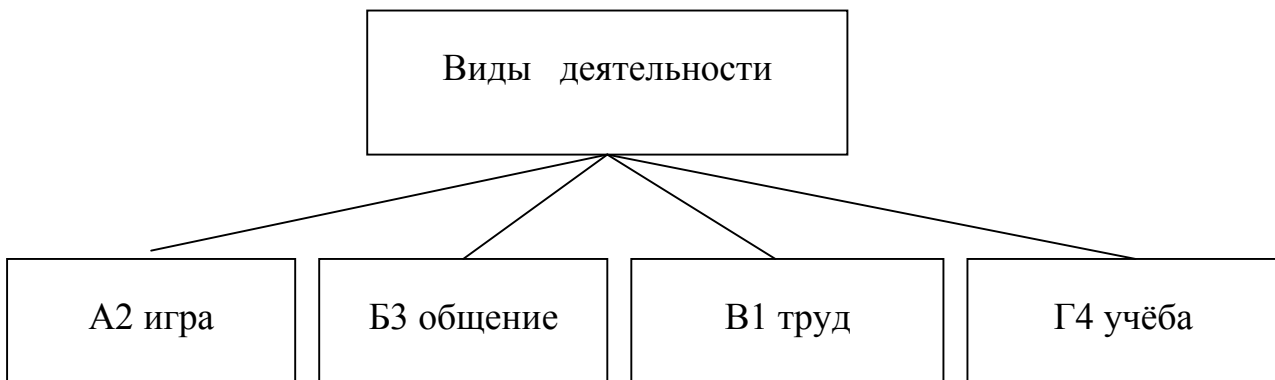 Виды деятельности
А2 игра
Б3 общение
В1 труд
Г4 учёба